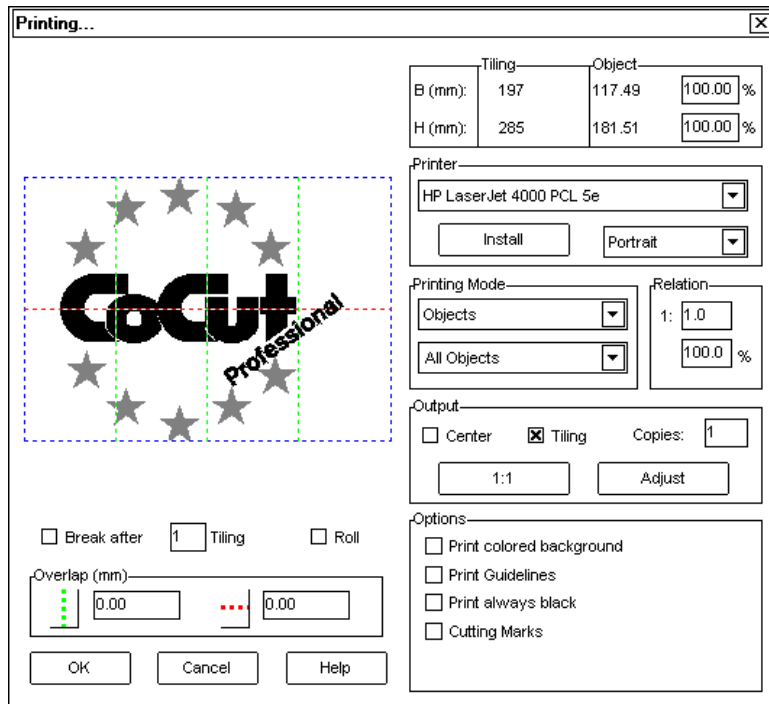 Printing...
Tiling Object
B (mm): 197 117.49 100.00 %
H (mm): 285 181.51 100.00 %
Printer
HP LaserJet 4000 PCL 5e
Install Portrait
CoCut
Professional
Printing Mode Relation
Objects 1: 1.0
All Objects 100.0 %
Output
Center Tiling Copies: 1
1:1 Adjust
Break after 1 Tiling Roll
Overlap (mm)
0.00 0.00
OK Cancel Help
Options
Print colored background
Print Guidelines
Print always black
Cutting Marks